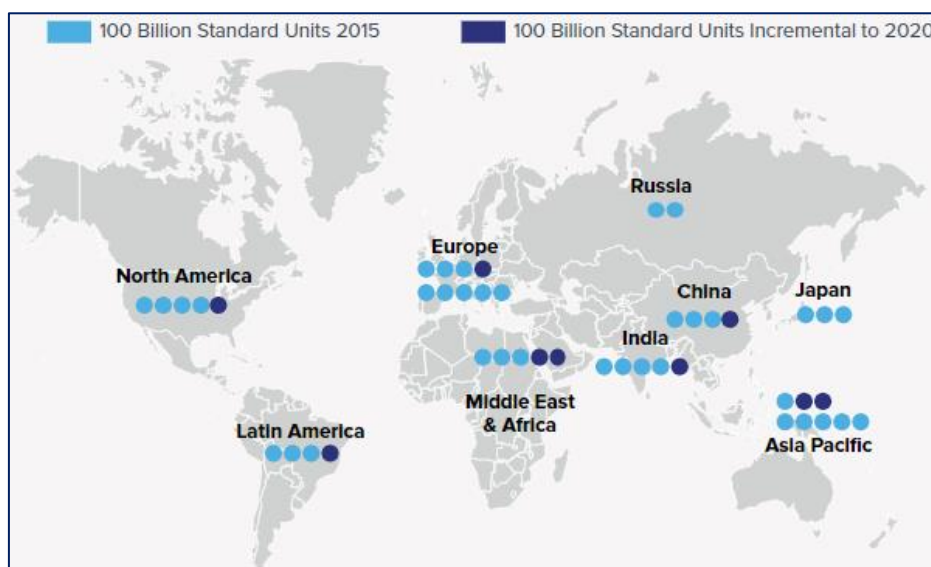 100 Billion Standard Units 2015
100 Billion Standard Units Incremental to 2020
Russia
Europe
North America
China
Japan
India
Middle East
& Africa
Latin America
Asia Pacific